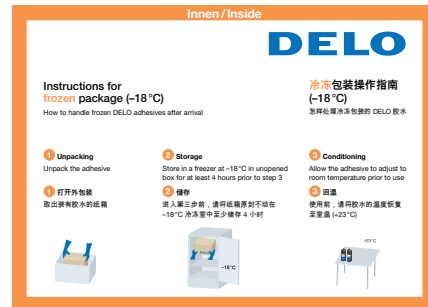 Innen/Inside
DELO
Instructions for
frozen package (–18 °C)
How to handle frozen DELO adhesives after arrival
冷冻包装操作指南
(–18 °C)
怎样处理冷冻包装的 DELO 胶水
1 Unpacking
Unpack the adhesive
1 打开外包装
取出装有胶水的纸箱
2 Storage
Store in a freezer at –18 °C in unopened
box for at least 4 hours prior to step 3
2 储存
进入第三步前，请将纸箱原封不动在
–18 °C 冷冻室中至少储存 4 小时
3 Conditioning
Allow the adhesive to adjust to
room temperature prior to use
3 回温
使用前，请将胶水的温度恢复
至室温 (+23°C)
–18°C
+23°C